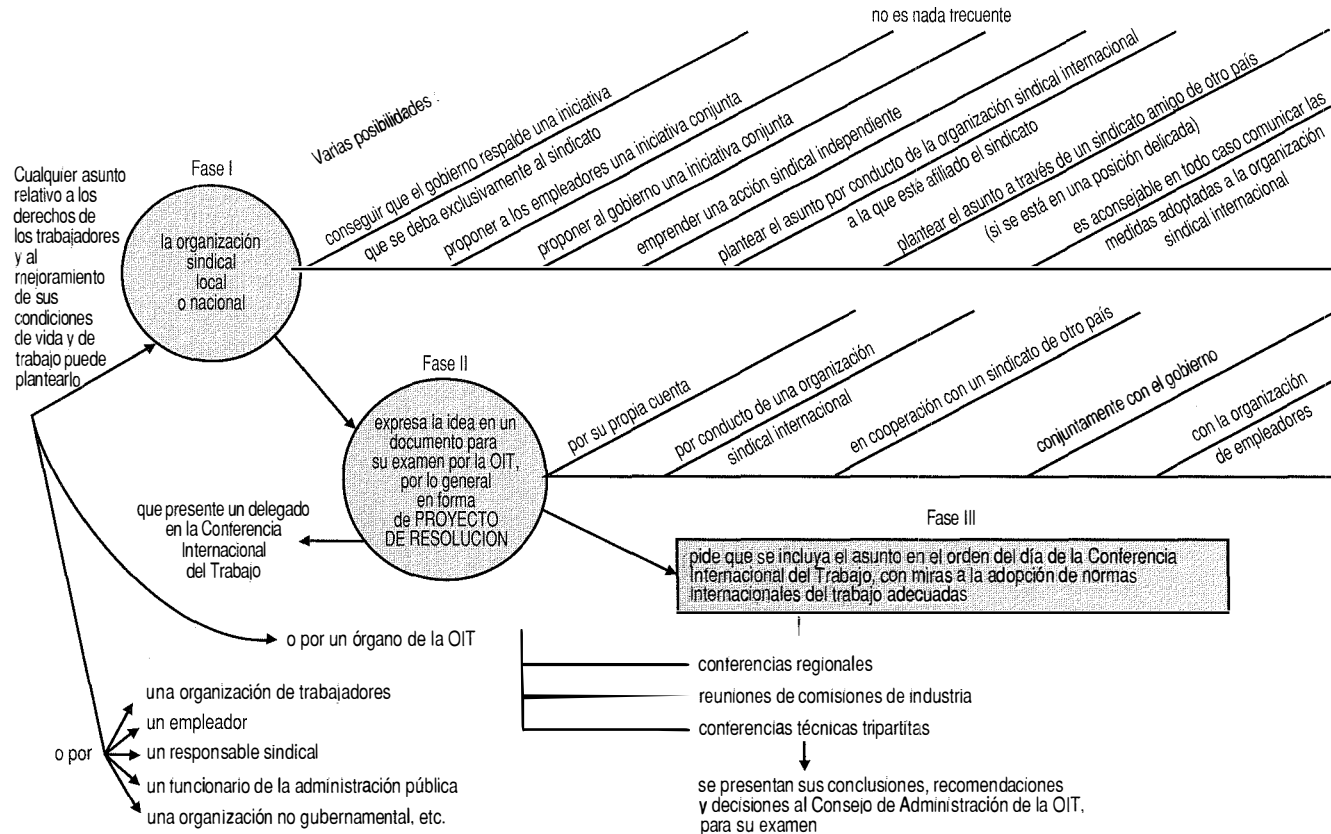 no es nada trecuente
Varias posibilidades :
conseguir que el gobierno respalde una iniciativa
que se deba exclusivamente al sindicato
proponer a los empleadores una iniciativa conjunta
proponer al gobierno una iniciativa conjunta
emprender una acción sindical independiente
plantear el asunto por conducto de la organización sindical internacional
a la que está afiliado el sindicato
plantear el asunto a través de un sindicato amigo de otro país
(si se está en una posición delicada)
es aconsejable en todo caso comunicar las
medidas adoptadas a la organización
sindical internacional
Cualquier asunto
relativo a los
derechos de
los trabajadores
y al
mejoramiento
de sus
condiciones
de vida y de
trabajo puede
plantearlo
Fase I
la organización
sindical
local
o nacional
Fase II
expresa la idea en un
documento para
su examen por la OIT,
por lo general
en forma
de PROYECTO
DE RESOLUCION
por su propia cuenta
por conducto de una organización
sindical internacional
en cooperación con un sindicato de otro país
conjuntamente con el gobierno
con la organización
de empleadores
que presente un delegado
en la Conferencia
Internacional
del Trabajo
Fase III
pide que se incluya el asunto en el orden del día de la Conferencia
Internacional del Trabajo, con miras a la adopción de normas
internacionales del trabajo adecuadas
o por un órgano de la OIT
conferencias regionales
reuniones de comisiones de industria
conferencias técnicas tripartitas
se presentan sus conclusiones, recomendaciones
y decisiones al Consejo de Administración de la OIT,
para su examen
o por
una organización de trabajadores
un empleador
un responsable sindical
un funcionario de la administración pública
una organización no gubernamental, etc.